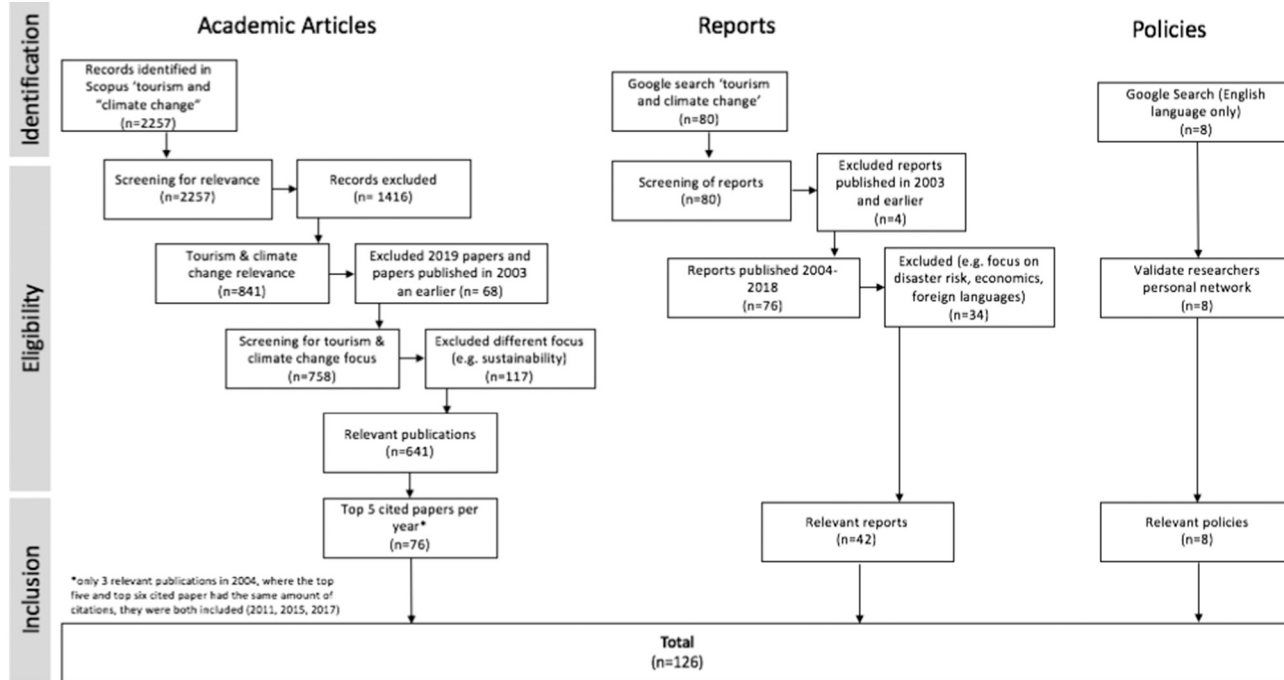 Academic Articles
Reports
Policies
Identification
Eligibility
Inclusion
Records identified in
Scopus 'tourism and
"climate change"
(n=2257)
Screening for relevance
(n=2257)
Records excluded
(n= 1416)
Tourism & climate
change relevance
n=841)
Excluded 2019 papers and
papers published in 2003
an earlier (n= 68)
Screening for tourism &
climate change focus
n=758)
Excluded different focus
(e.g. sustainability)
(n=117)
Relevant publications
(n=641)
Top 5 cited papers per
year*
(n=76)
*only 3 relevant publications in 2004, where the top
five and top six cited paper had the same amount of
citations, they were both included (2011, 2015, 2017)
Google search 'tourism
and climate change'
(n=80)
Screening of reports
(n=80)
Excluded reports
published in 2003
and earlier
(n=4)
Reports published 2004-
2018
(n=76)
Excluded (e.g. focus on
disaster risk, economics,
foreign languages)
(n=34)
Relevant reports
(n=42)
Google Search (English
language only)
(n=8)
Validate researchers
personal network
(n=8)
Relevant policies
(n=8)
Total
(n=126)